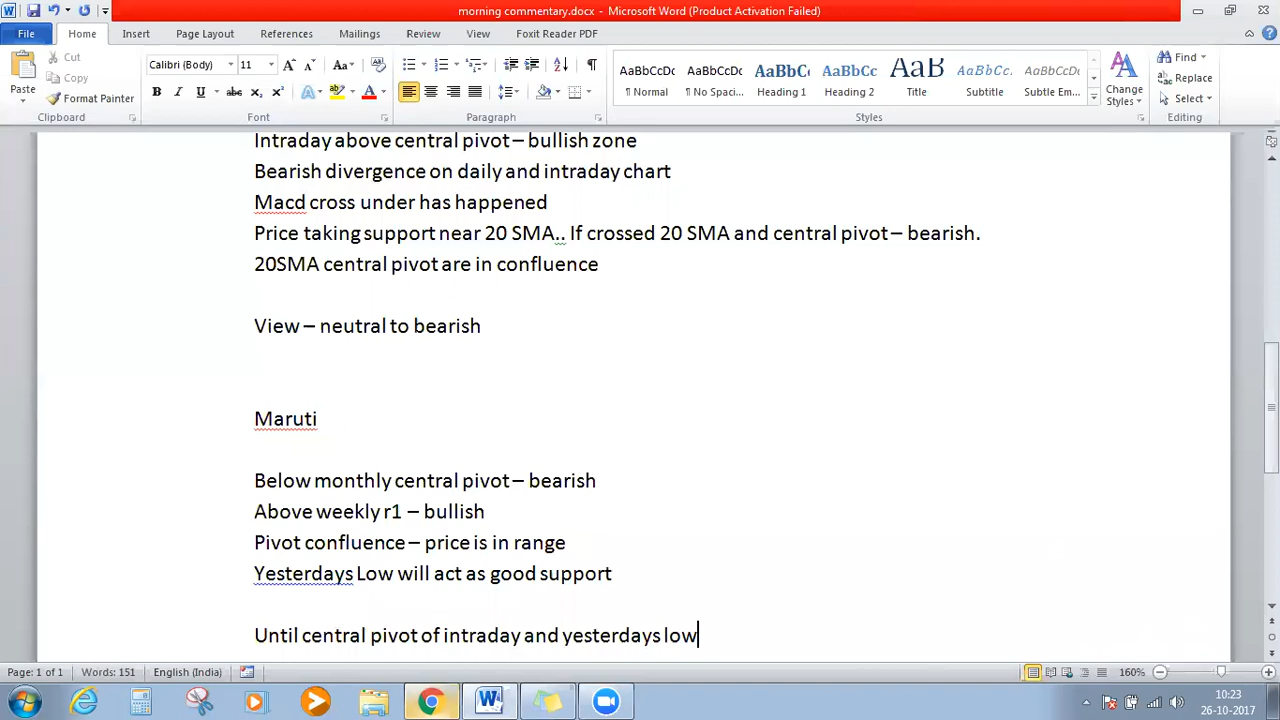 morning commentary.docx - Microsoft Word (Product Activation Failed)
File Home Insert Page Layout References Mailings Review View Foxit Reader PDF
Paste Cut Copy Format Painter Clipboard
Calibri (Body) 11 Font
Paragraph
AaBbCcDc ¶ Normal AaBbCcDc ¶ No Spaci... AaBbC Heading 1 AaBbCc Heading 2 AaB Title AaBbCc. Subtitle AaBbCcDc Subtle Em... Change Styles Styles
Find Replace Select Editing
Intraday above central pivot – bullish zone
Bearish divergence on daily and intraday chart
Macd cross under has happened
Price taking support near 20 SMA.. If crossed 20 SMA and central pivot – bearish.
20SMA central pivot are in confluence
View – neutral to bearish
Maruti
Below monthly central pivot – bearish
Above weekly r1 – bullish
Pivot confluence – price is in range
Yesterdays Low will act as good support
Until central pivot of intraday and yesterdays low
Page: 1 of 1 Words: 151 English (India) 160%
10:23
26-10-2017